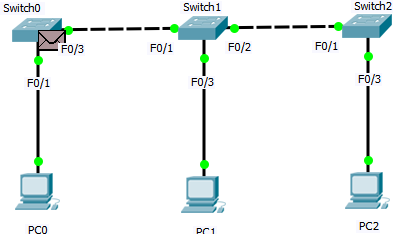 Switch0
Switch1
Switch2
F0/3
F0/1
F0/2
F0/1
F0/1
F0/3
F0/3
PC0
PC1
PC2